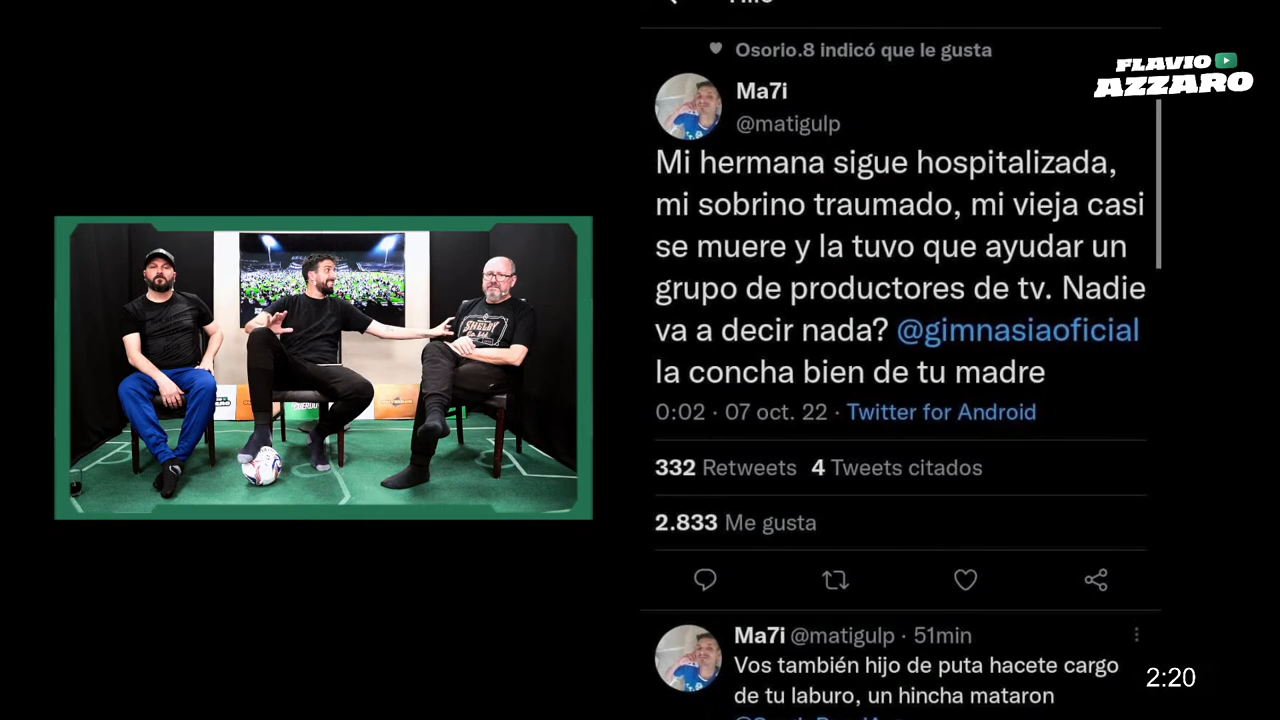 Osorio.8 indicó que le gusta
FLAVIO
AZZARO
Ma7i
@matigulp
Mi hermana sigue hospitalizada,
mi sobrino traumado, mi vieja casi
se muere y la tuvo que ayudar un
grupo de productores de tv. Nadie
va a decir nada? @gimnasiaoficial
la concha bien de tu madre
0:02 · 07 oct. 22 · Twitter for Android
332 Retweets 4 Tweets citados
2.833 Me gusta
Ma7i @matigulp · 51min
Vos también hijo de puta hacete cargo
de tu laburo, un hincha mataron
2:20
SHELBY